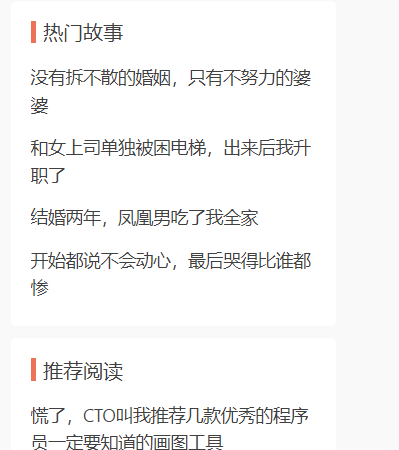 热门故事
没有拆不散的婚姻，只有不努力的婆
婆
和女上司单独被困电梯，出来后我升
职了
结婚两年，凤凰男吃了我全家
开始都说不会动心，最后哭得比谁都
惨
推荐阅读
慌了，CTO叫我推荐几款优秀的程序
员一定要知道的画图工具